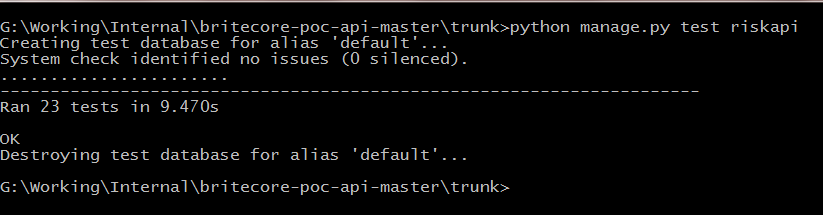 G:\Working\Internal\britecore-poc-api-master\trunk>python manage.py test riskapi
Creating test database for alias 'default'...
System check identified no issues (0 silenced).
.......................
----------------------------------------------------------------------
Ran 23 tests in 9.470s
OK
Destroying test database for alias 'default'...
G:\Working\Internal\britecore-poc-api-master\trunk>